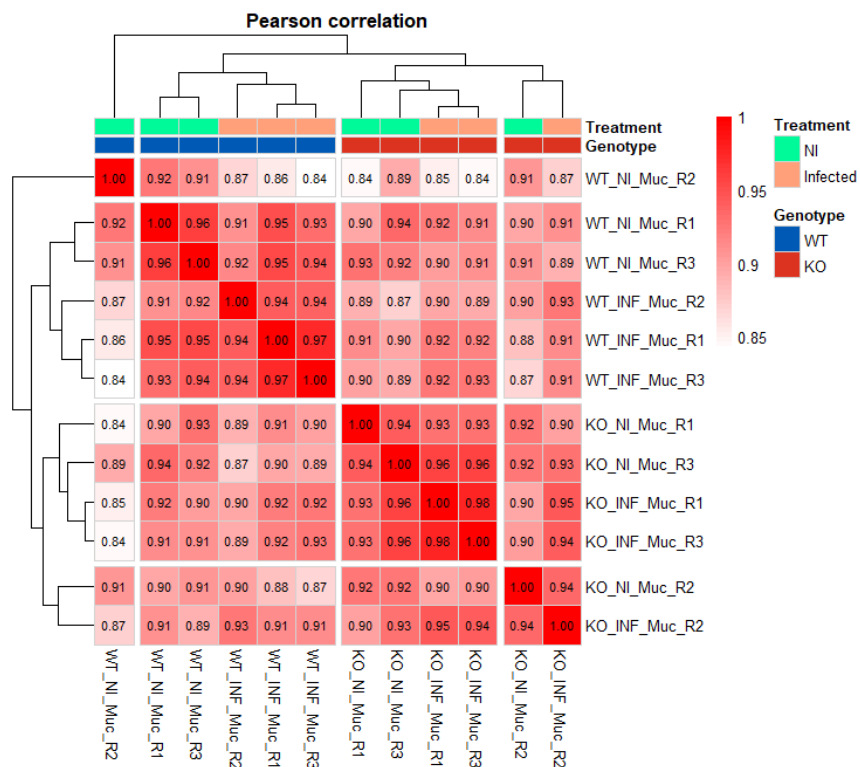 Pearson correlation
Treatment
Genotype
1.00 0.92 0.91 0.87 0.86 0.84 0.84 0.89 0.85 0.84 0.91 0.87 WT_NI_Muc_R2
0.92 1.00 0.96 0.91 0.95 0.93 0.90 0.94 0.92 0.91 0.90 0.91 WT_NI_Muc_R1
0.91 0.96 1.00 0.92 0.95 0.94 0.93 0.92 0.90 0.91 0.91 0.89 WT_NI_Muc_R3
0.87 0.91 0.92 1.00 0.94 0.94 0.89 0.87 0.90 0.89 0.90 0.93 WT_INF_Muc_R2
0.86 0.95 0.95 0.94 1.00 0.97 0.91 0.90 0.92 0.92 0.88 0.91 WT_INF_Muc_R1
0.84 0.93 0.94 0.94 0.97 1.00 0.90 0.89 0.92 0.93 0.87 0.91 WT_INF_Muc_R3
0.84 0.90 0.93 0.89 0.91 0.90 1.00 0.94 0.93 0.93 0.92 0.90 KO_NI_Muc_R1
0.89 0.94 0.92 0.87 0.90 0.89 0.94 1.00 0.96 0.96 0.92 0.93 KO_NI_Muc_R3
0.85 0.92 0.90 0.90 0.92 0.92 0.93 0.96 1.00 0.98 0.90 0.95 KO_INF_Muc_R1
0.84 0.91 0.91 0.89 0.92 0.93 0.93 0.96 0.98 1.00 0.90 0.94 KO_INF_Muc_R3
0.91 0.90 0.91 0.90 0.88 0.87 0.92 0.92 0.90 0.90 1.00 0.94 KO_NI_Muc_R2
0.87 0.91 0.89 0.93 0.91 0.91 0.90 0.93 0.95 0.94 0.94 1.00 KO_INF_Muc_R2
WT_NI_Muc_R2
WT_NI_Muc_R1
WT_NI_Muc_R3
WT_INF_Muc_R2
WT_INF_Muc_R1
WT_INF_Muc_R3
KO_NI_Muc_R1
KO_NI_Muc_R3
KO_INF_Muc_R1
KO_INF_Muc_R3
KO_NI_Muc_R2
KO_INF_Muc_R2
1
0.95
0.9
0.85
Treatment
NI
Infected
Genotype
WT
KO